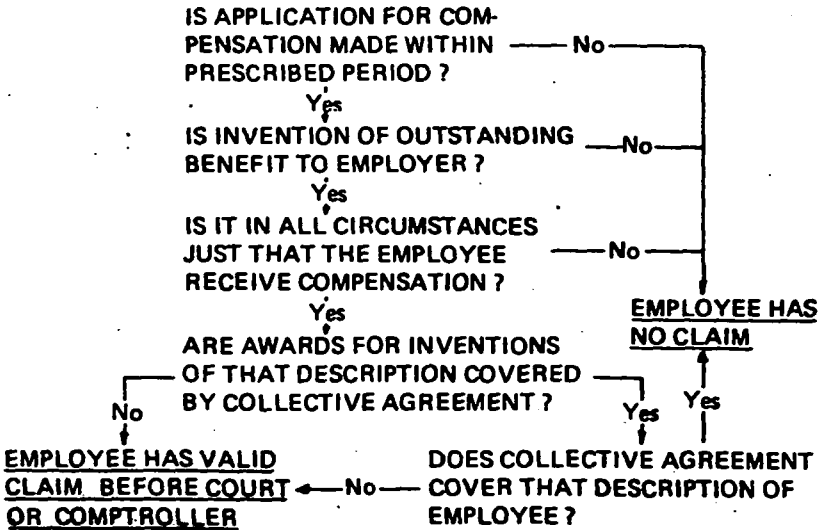 IS APPLICATION FOR COM-
PENSATION MADE WITHIN
PRESCRIBED PERIOD ?
No
Yes
IS INVENTION OF OUTSTANDING
BENEFIT TO EMPLOYER ?
No
Yes
IS IT IN ALL CIRCUMSTANCES
JUST THAT THE EMPLOYEE
RECEIVE COMPENSATION ?
No
Yes
EMPLOYEE HAS
NO CLAIM
ARE AWARDS FOR INVENTIONS
OF THAT DESCRIPTION COVERED
BY COLLECTIVE AGREEMENT ?
No
Yes
Yes
EMPLOYEE HAS VALID
CLAIM BEFORE COURT
OR COMPTROLLER
No
DOES COLLECTIVE AGREEMENT
COVER THAT DESCRIPTION OF
EMPLOYEE ?